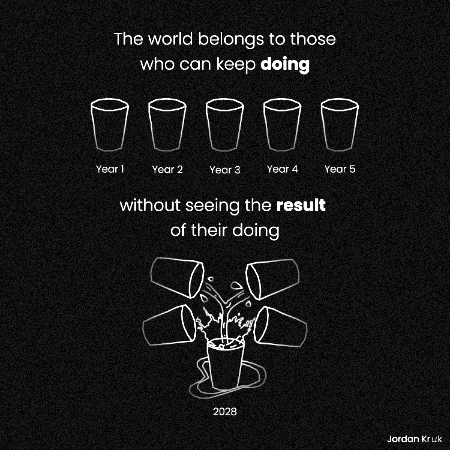 The world belongs to those
who can keep doing
Year 1 Year 2 Year 3 Year 4 Year 5
without seeing the result
of their doing
2028
Jordan Kruk